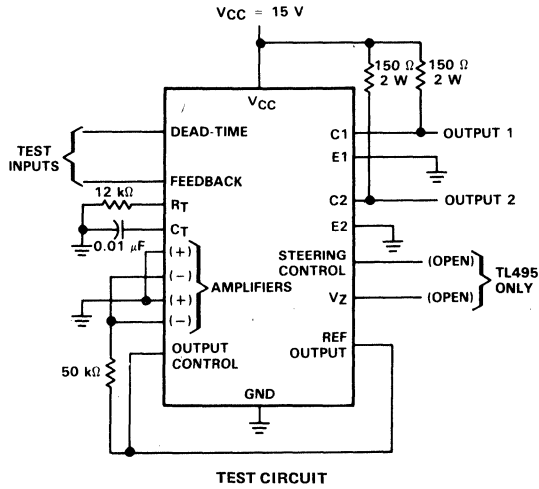 VCC = 15 V
150 Ω
2 W
150 Ω
2 W
VCC
DEAD-TIME
C1
OUTPUT 1
TEST
INPUTS
E1
FEEDBACK
12 kΩ
RT
C2
OUTPUT 2
CT
0.01 μF
E2
(+)
(−)
(+)
(−)
AMPLIFIERS
STEERING
CONTROL
(OPEN)
VZ
(OPEN)
TL495
ONLY
REF
OUTPUT
OUTPUT
CONTROL
50 kΩ
GND
TEST CIRCUIT